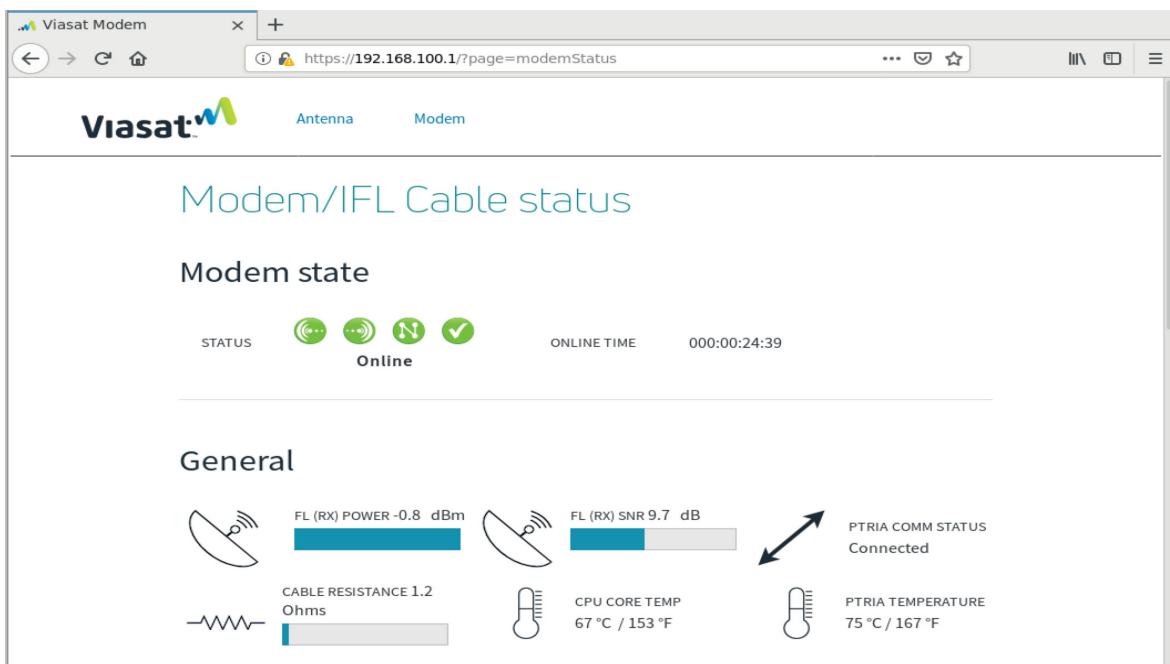 Viasat Modem
https://192.168.100.1/?page=modemStatus
Viasat
Antenna
Modem
Modem/IFL Cable status
Modem state
STATUS
Online
ONLINE TIME
000:00:24:39
General
FL (RX) POWER -0.8 dBm
FL (RX) SNR 9.7 dB
PTRIA COMM STATUS
Connected
CABLE RESISTANCE 1.2
Ohms
CPU CORE TEMP
67 °C / 153 °F
PTRIA TEMPERATURE
75 °C / 167 °F